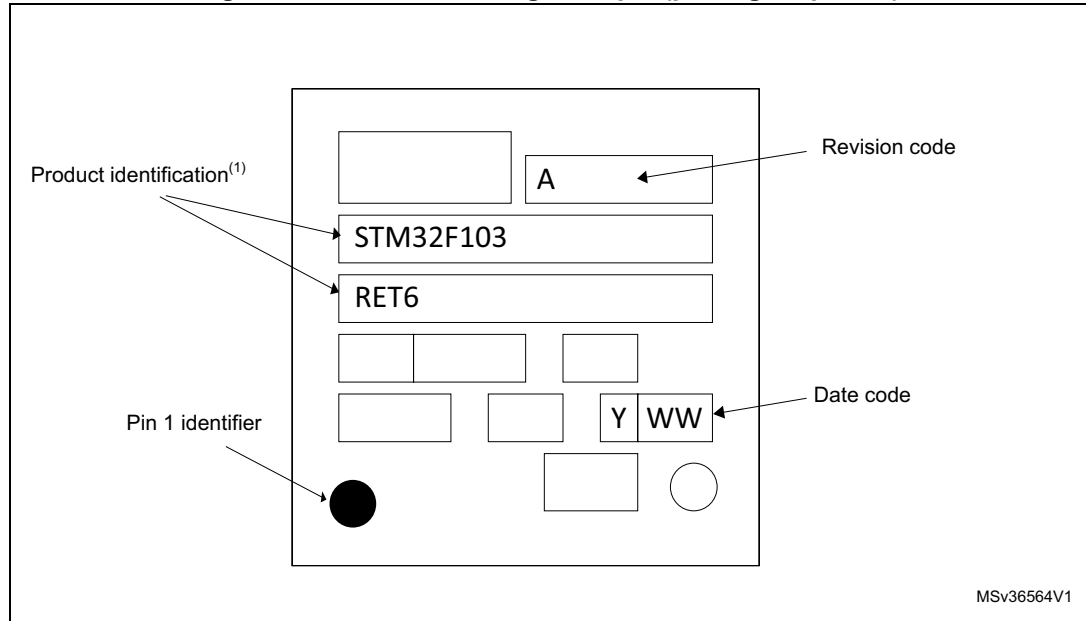 Revision code
A
Product identification(1)
STM32F103
RET6
Date code
Y WW
Pin 1 identifier
MSv36564V1